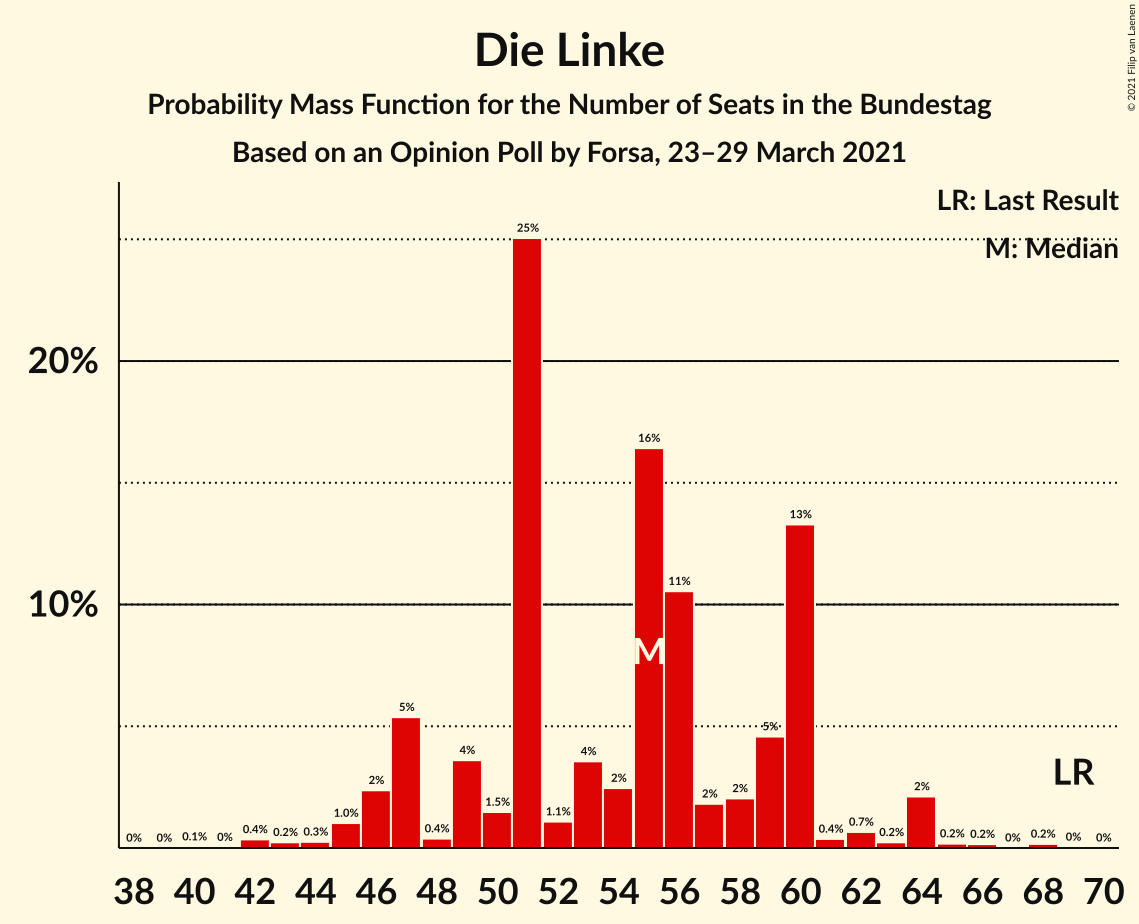 Die Linke
Probability Mass Function for the Number of Seats in the Bundestag
Based on an Opinion Poll by Forsa, 23–29 March 2021
© 2021 Filip van Laenen
LR: Last Result
M: Median
20%
10%
0% 0% 0.1% 0% 0.4% 0.2% 0.3% 1.0% 2% 5% 0.4% 4% 1.5% 25% 1.1% 4% 2% 16% 11% 2% 2% 5% 13% 0.4% 0.7% 0.2% 2% 0.2% 0.2% 0% 0.2% 0% 0%
M
LR
38 40 42 44 46 48 50 52 54 56 58 60 62 64 66 68 70